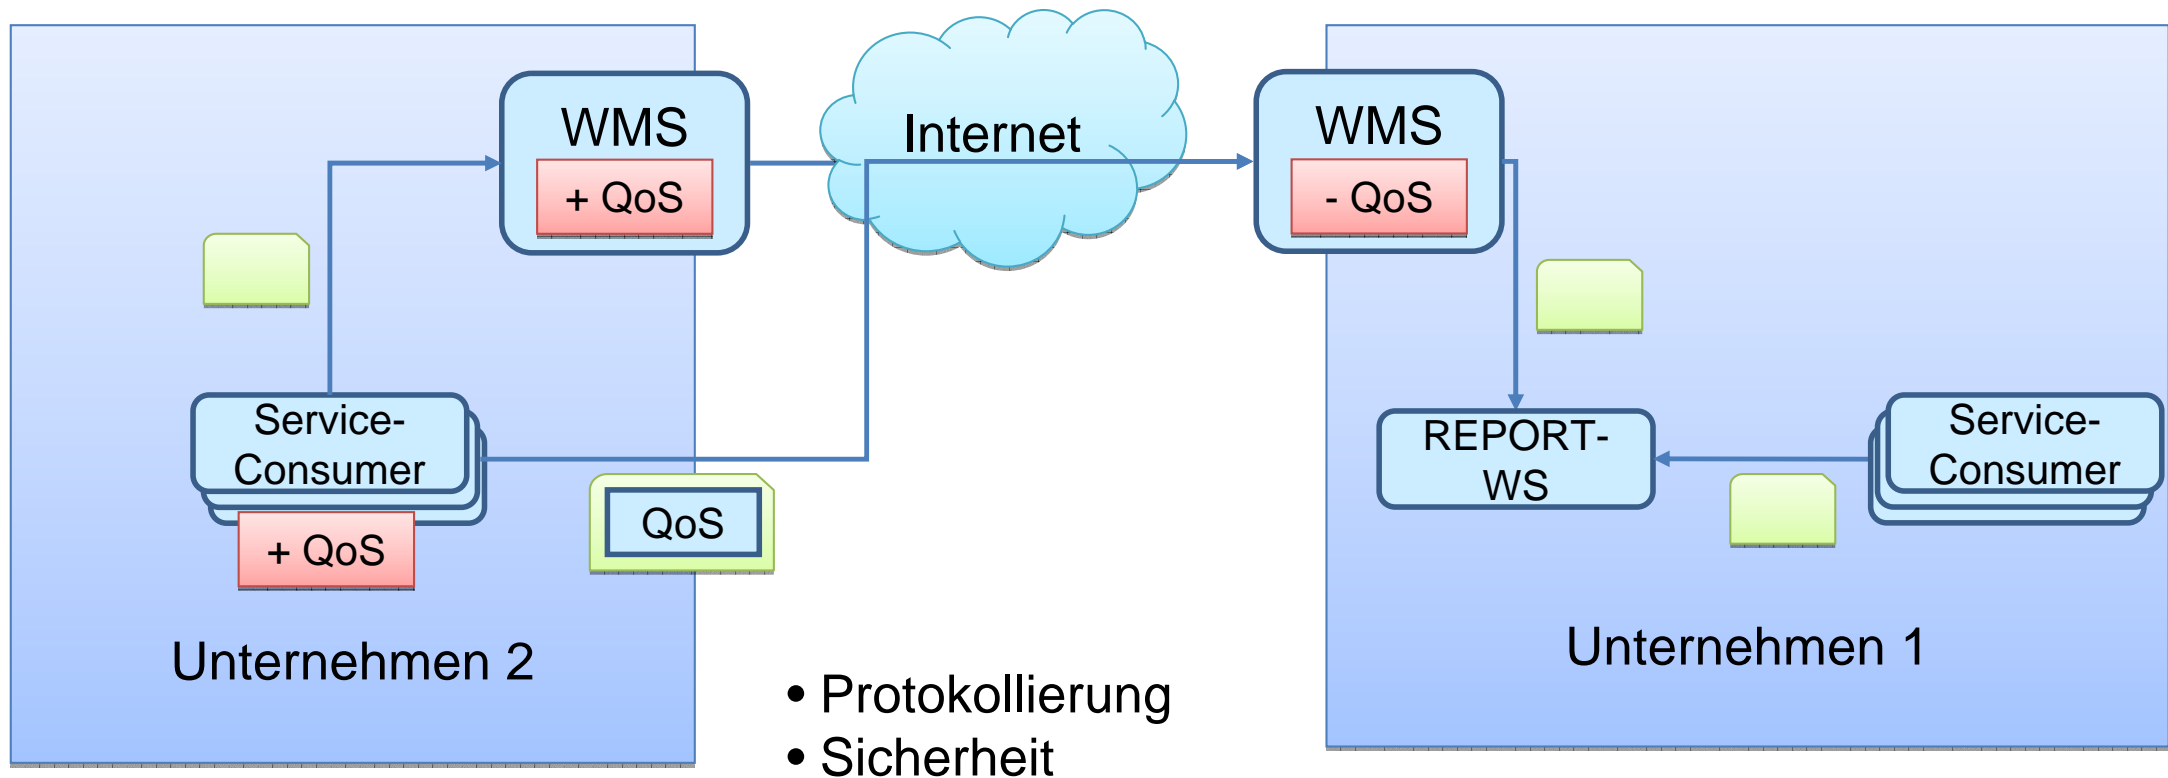 WMS
+ QoS
Internet
WMS
- QoS
Service-
Consumer
+ QoS
QoS
REPORT-
WS
Service-
Consumer
Unternehmen 2
Unternehmen 1
• Protokollierung
• Sicherheit